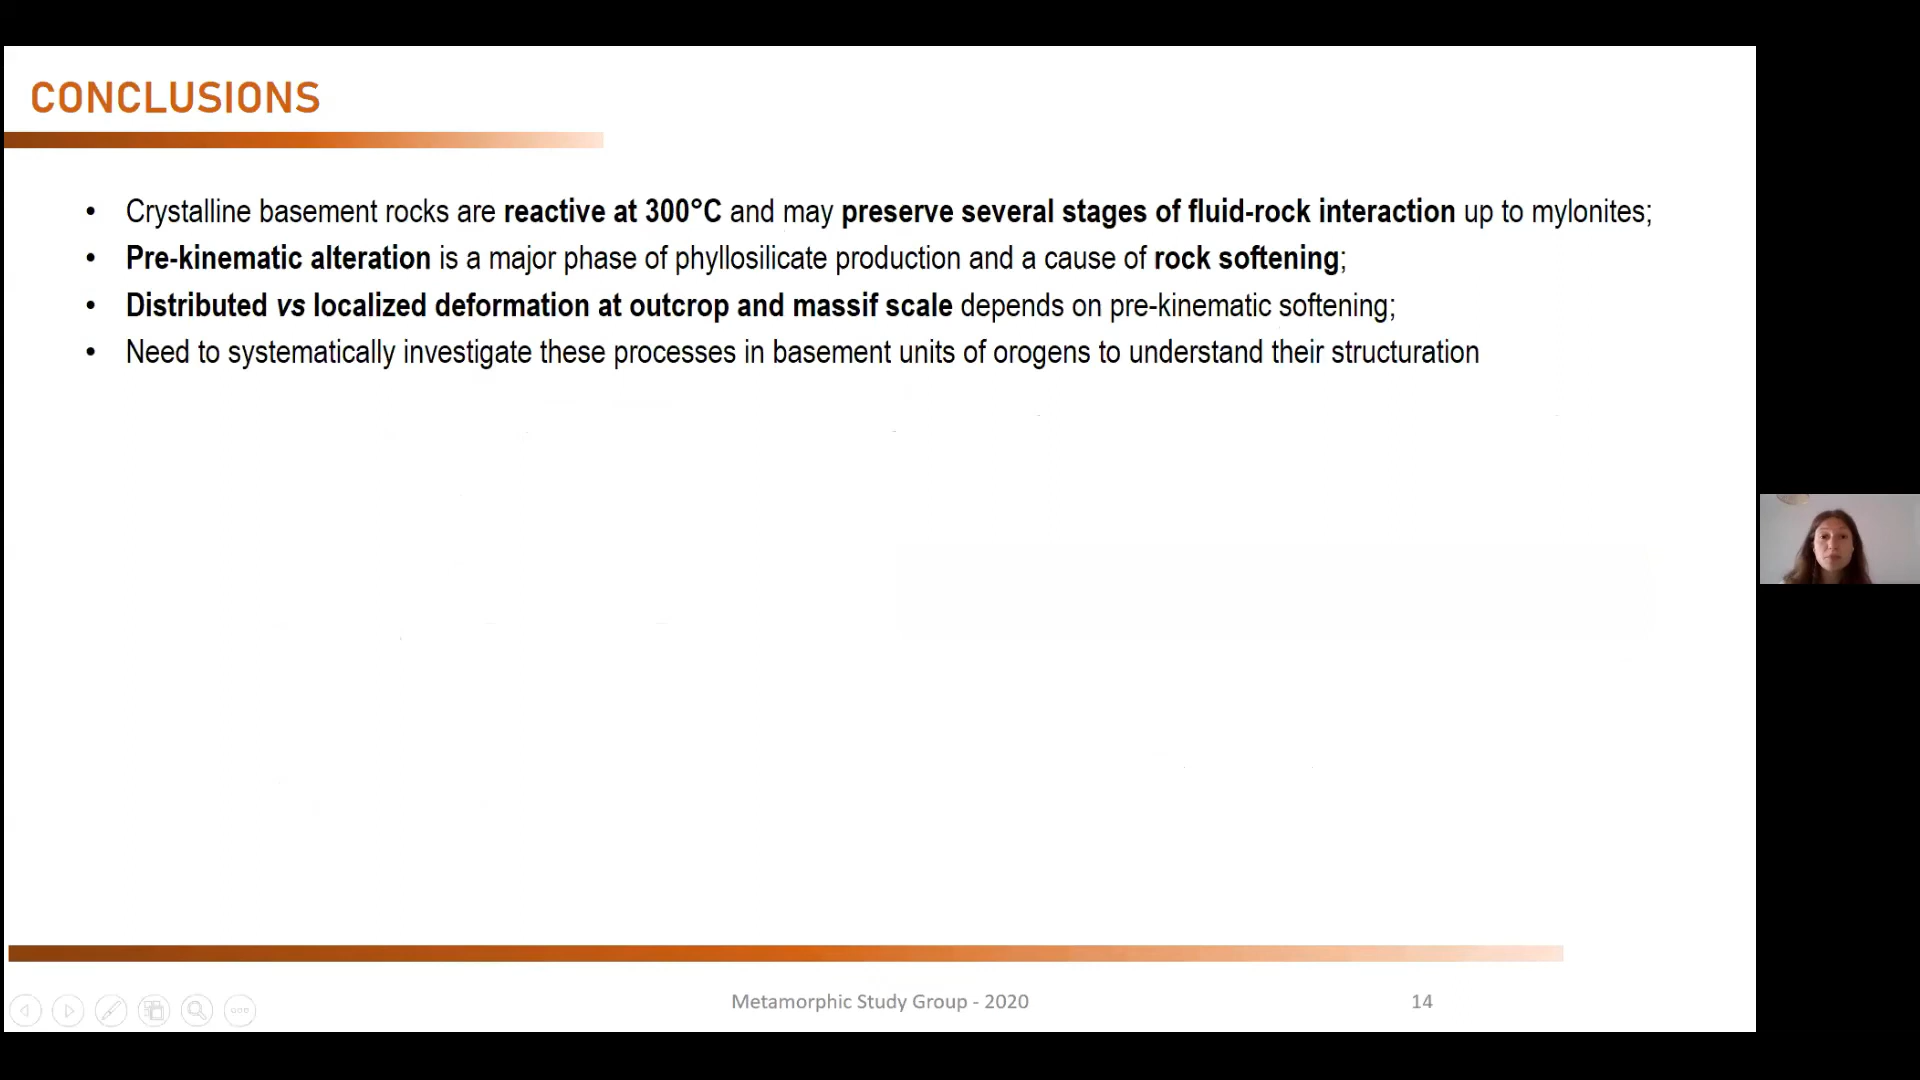 CONCLUSIONS
• Crystalline basement rocks are reactive at 300°C and may preserve several stages of fluid-rock interaction up to mylonites;
• Pre-kinematic alteration is a major phase of phyllosilicate production and a cause of rock softening;
• Distributed vs localized deformation at outcrop and massif scale depends on pre-kinematic softening;
• Need to systematically investigate these processes in basement units of orogens to understand their structuration
Metamorphic Study Group - 2020
14